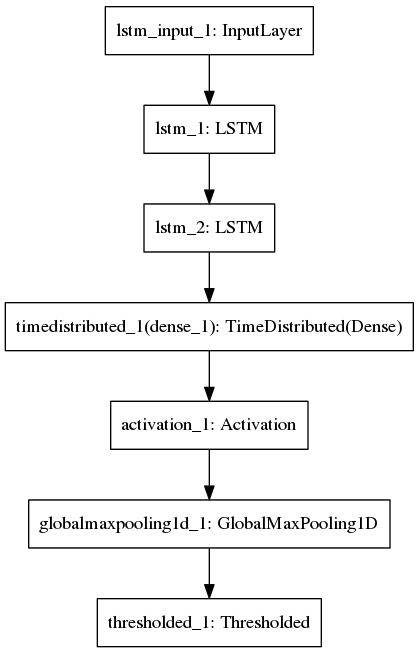 lstm_input_1: InputLayer
lstm_1: LSTM
lstm_2: LSTM
timedistributed_1(dense_1): TimeDistributed(Dense)
activation_1: Activation
globalmaxpooling1d_1: GlobalMaxPooling1D
thresholded_1: Thresholded